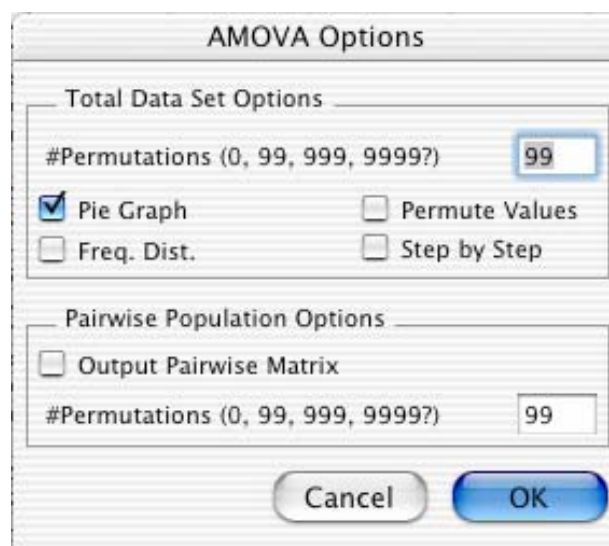 AMOVA Options
Total Data Set Options
#Permutations (0, 99, 999, 9999?) 99
Pie Graph Permute Values
Freq. Dist. Step by Step
Pairwise Population Options
Output Pairwise Matrix
#Permutations (0, 99, 999, 9999?) 99
Cancel OK